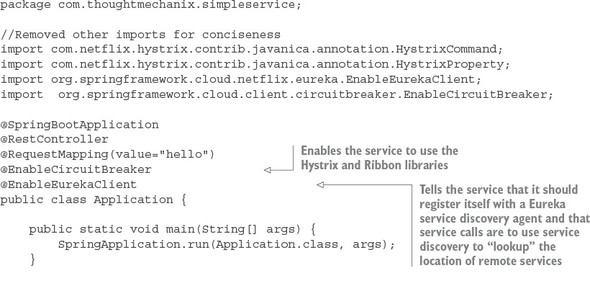 package com.thoughtmechanix.simpleservice;
//Removed other imports for conciseness
import com.netflix.hystrix.contrib.javanica.annotation.HystrixCommand;
import com.netflix.hystrix.contrib.javanica.annotation.HystrixProperty;
import org.springframework.cloud.netflix.eureka.EnableEurekaClient;
import  org.springframework.cloud.client.circuitbreaker.EnableCircuitBreaker;
@SpringBootApplication
@RestController
@RequestMapping(value="hello")
@EnableCircuitBreaker
@EnableEurekaClient
public class Application {
    public static void main(String[] args) {
        SpringApplication.run(Application.class, args);
    }
Enables the service to use the
Hystrix and Ribbon libraries
Tells the service that it should
register itself with a Eureka
service discovery agent and that
service calls are to use service
discovery to “lookup” the
location of remote services